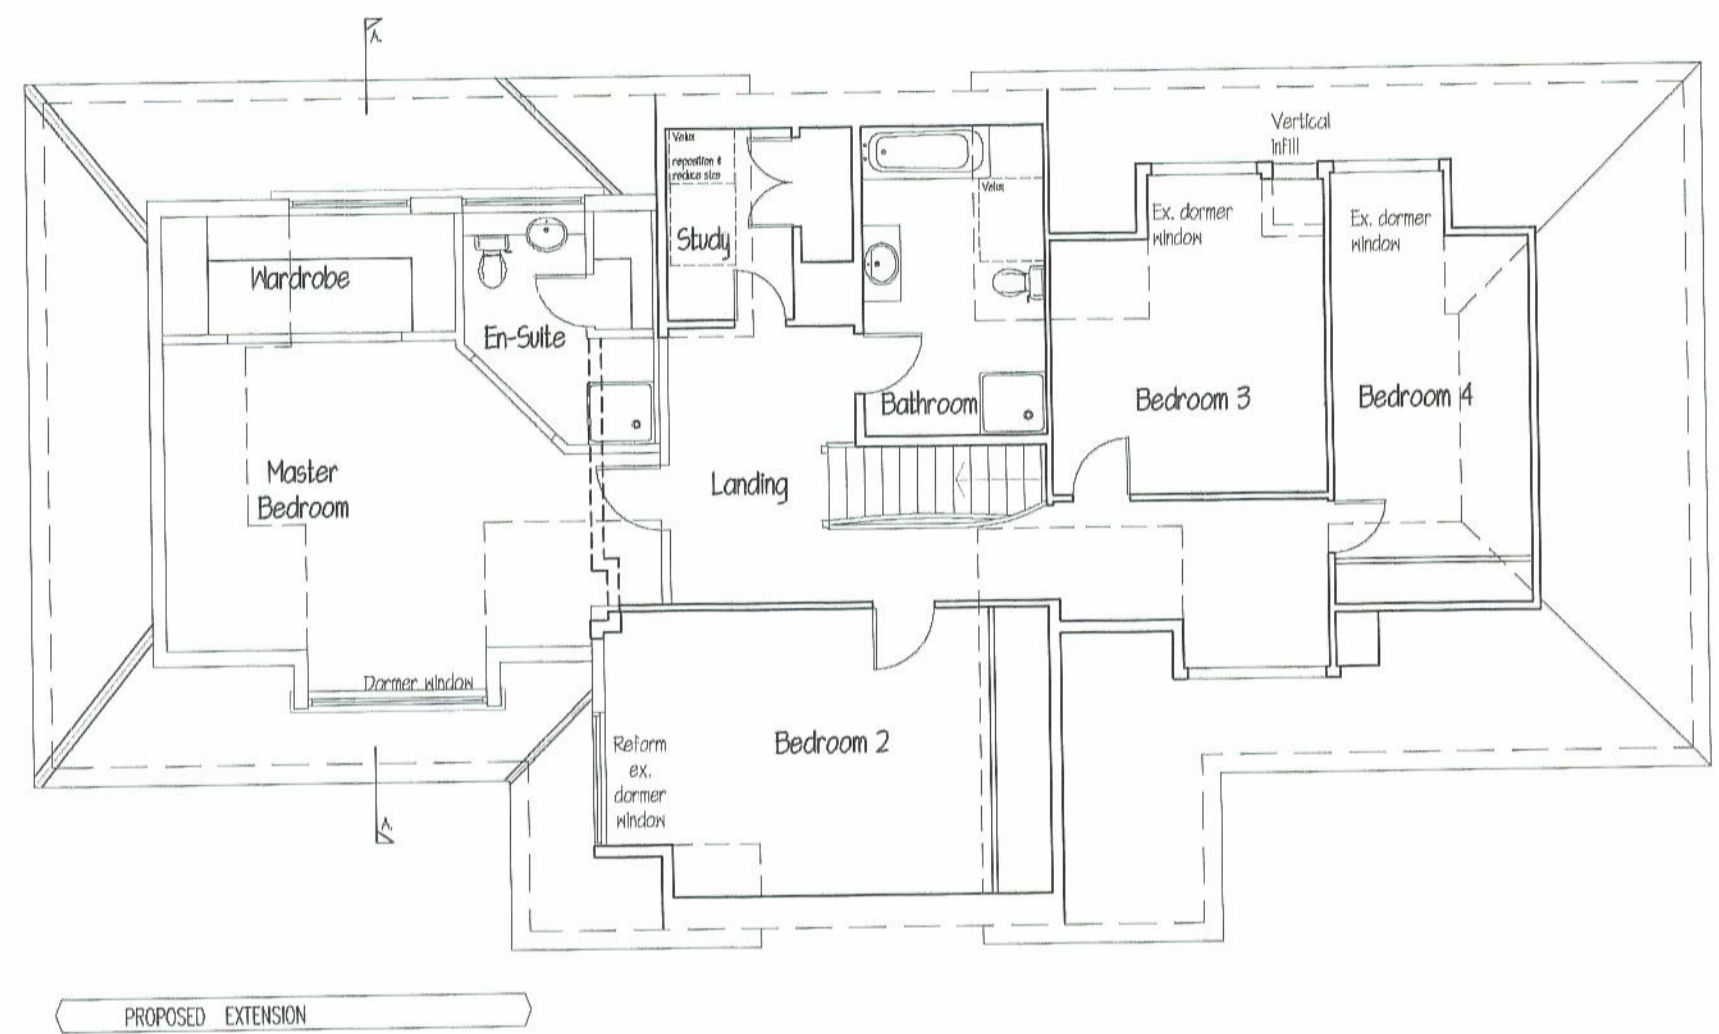 A.
Vertical
infill
Velux
reposition &
reduce size
Velux
Ex. dormer
window
Ex. dormer
window
Study
Wardrobe
En-Suite
Bathroom
Bedroom 3
Bedroom 4
Master
Bedroom
Landing
Dormer window
Reform
ex.
dormer
window
Bedroom 2
A.
PROPOSED EXTENSION